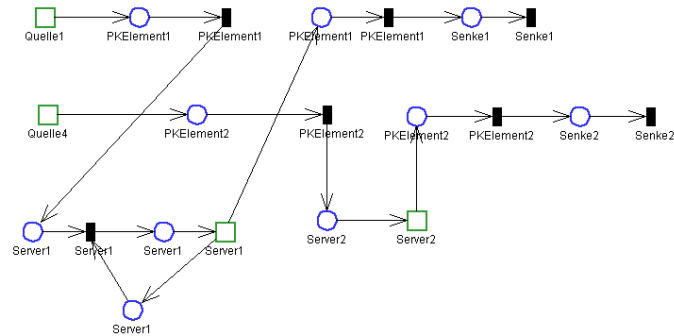 Quelle1 PKElement1 PKElement1 PKElement1 PKElement1 Senke1 Senke1
Quelle4 PKElement2 PKElement2 PKElement2 PKElement2 Senke2 Senke2
Server1 Server1 Server1 Server1 Server2 Server2
Server1